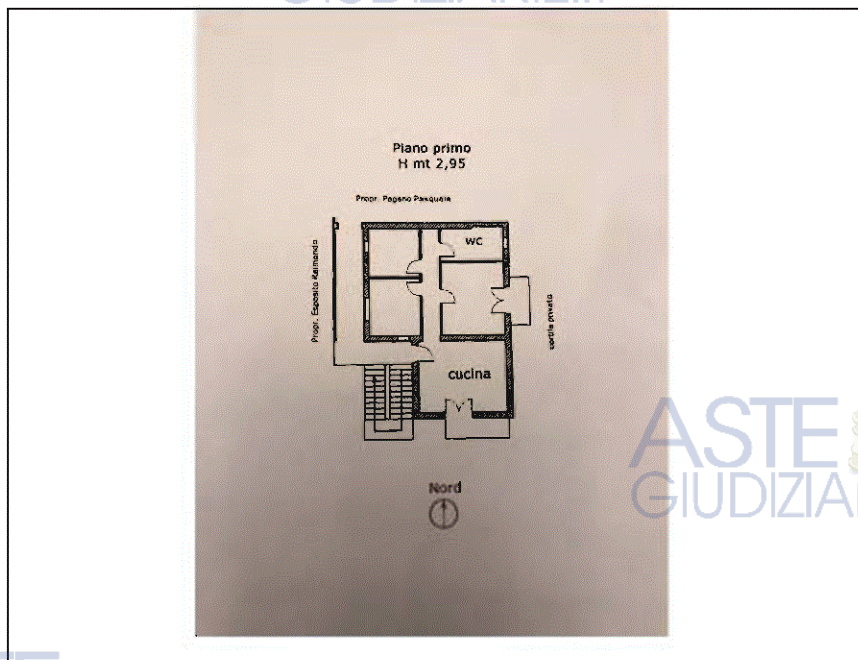 Piano primo
H mt 2,95
Propr. Pagano Pasquale
Propr. Esposito Raimondo
wc
cortile privato
cucina
Nord
ASTE
GIUDIZIA